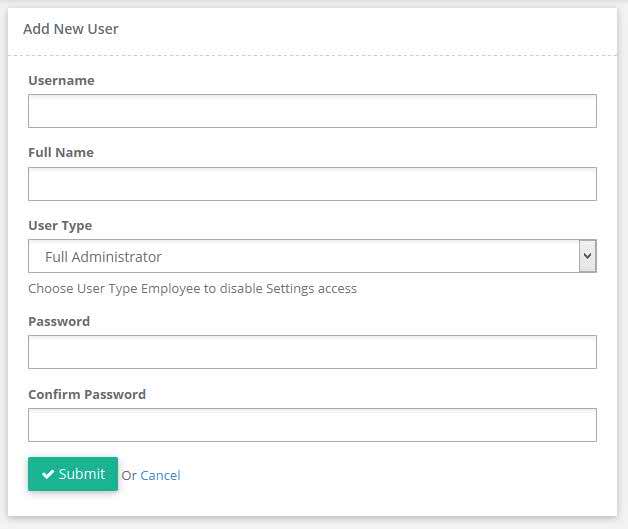 Add New User
Username
Full Name
User Type
Full Administrator
Choose User Type Employee to disable Settings access
Password
Confirm Password
Submit Or Cancel